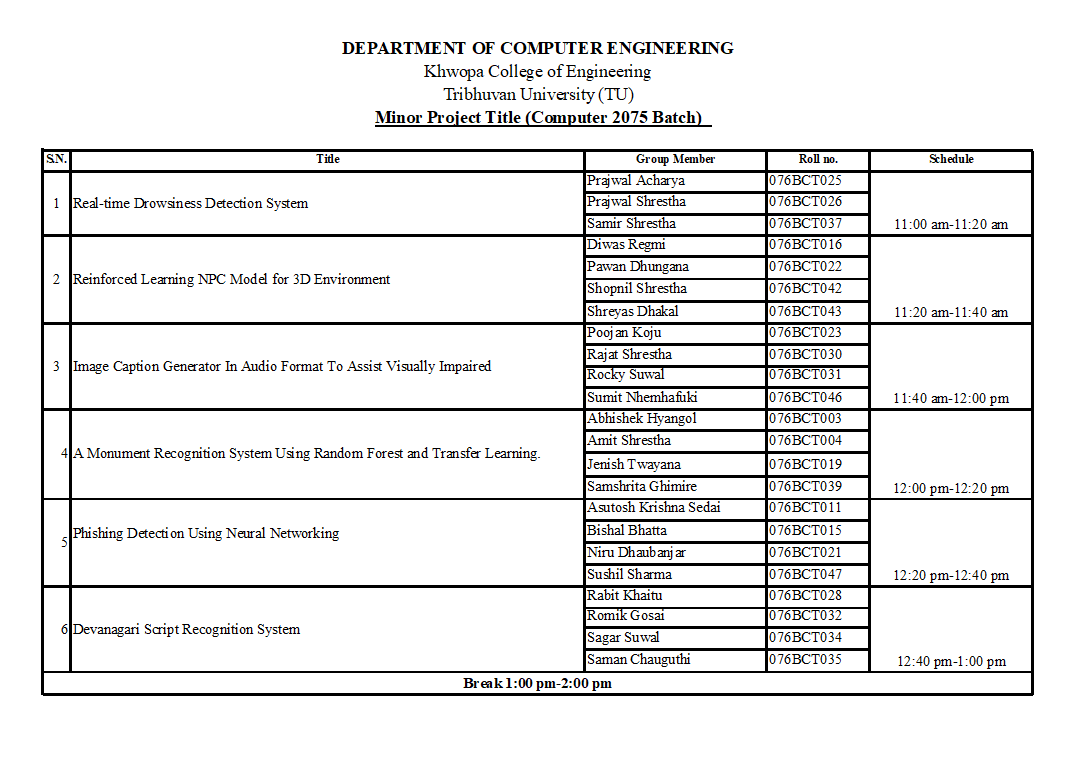 DEPARTMENT OF COMPUTER ENGINEERING
Khwopa College of Engineering
Tribhuvan University (TU)
Minor Project Title (Computer 2075 Batch)
S.N. Title Group Member Roll no. Schedule
1 Real-time Drowsiness Detection System
Prajwal Acharya 076BCT025
Prajwal Shrestha 076BCT026
Samir Shrestha 076BCT037
11:00 am-11:20 am
2 Reinforced Learning NPC Model for 3D Environment
Diwas Regmi 076BCT016
Pawan Dhungana 076BCT022
Shopnil Shrestha 076BCT042
Shreyas Dhakal 076BCT043
11:20 am-11:40 am
3 Image Caption Generator In Audio Format To Assist Visually Impaired
Poojan Koju 076BCT023
Rajat Shrestha 076BCT030
Rocky Suwal 076BCT031
Sumit Nhemhafuki 076BCT046
11:40 am-12:00 pm
4 A Monument Recognition System Using Random Forest and Transfer Learning.
Abhishek Hyangol 076BCT003
Amit Shrestha 076BCT004
Jenish Twayana 076BCT019
Samshrita Ghimire 076BCT039
12:00 pm-12:20 pm
5 Phishing Detection Using Neural Networking
Asutosh Krishna Sedai 076BCT011
Bishal Bhatta 076BCT015
Niru Dhaubanjar 076BCT021
Sushil Sharma 076BCT047
12:20 pm-12:40 pm
6 Devanagari Script Recognition System
Rabit Khaitu 076BCT028
Romik Gosai 076BCT032
Sagar Suwal 076BCT034
Saman Chauguthi 076BCT035
12:40 pm-1:00 pm
Break 1:00 pm-2:00 pm